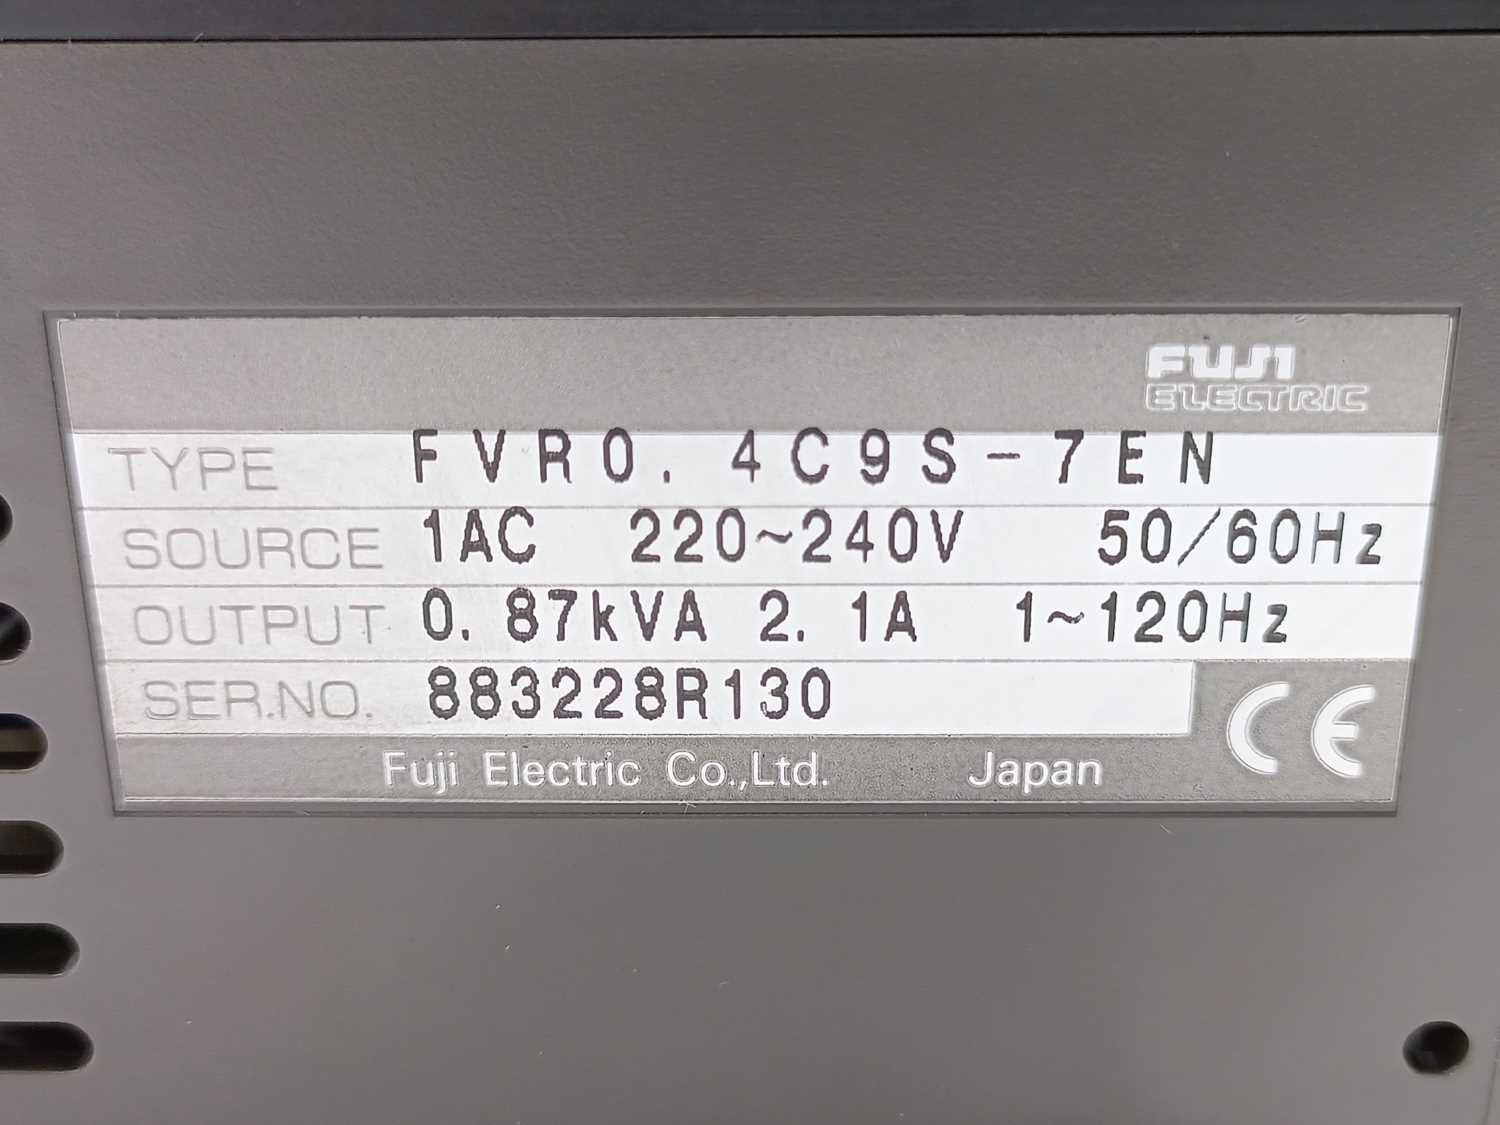 FUJI
ELECTRIC
TYPE FVR0.4C9S-7EN
SOURCE 1AC 220~240V 50/60Hz
OUTPUT 0.87kVA 2.1A 1~120Hz
SER.NO. 883228R130
Fuji Electric Co.,Ltd. Japan
CE